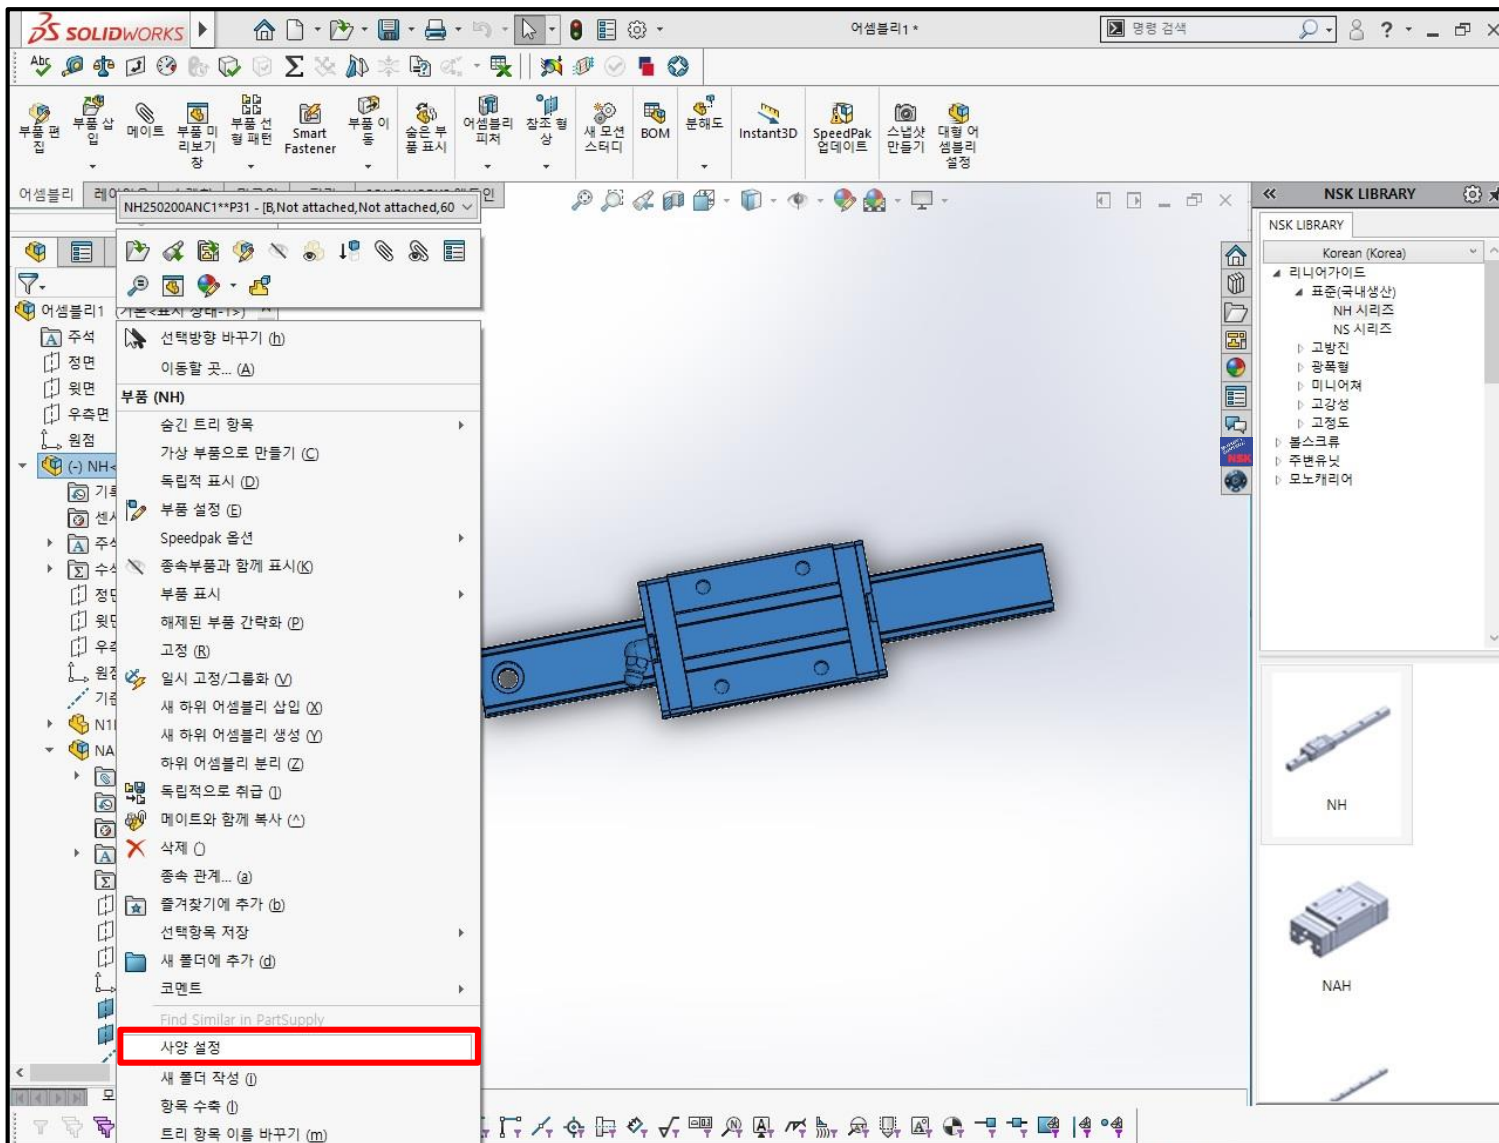 SOLIDWORKS
어셈블리1 *
명령 검색
부품 편집
부품 삽입
메이트
부품 미리보기 창
부품 선형 패턴
Smart Fastener
부품 이동
숨은 부품 표시
어셈블리 피처
참조 형상
새 모션 스터디
BOM
분해도
Instant3D
SpeedPak 업데이트
스냅샷 만들기
대형 어셈블리 설정
어셈블리
NH250200ANC1**P31 - [B,Not attached,Not attached,60
어셈블리1 (기본<표시 상태-1>)
주석
정면
윗면
우측면
원점
(-) NH<
선택방향 바꾸기 (h)
이동할 곳... (A)
부품 (NH)
숨긴 트리 항목
가상 부품으로 만들기 (C)
독립적 표시 (D)
부품 설정 (E)
Speedpak 옵션
종속부품과 함께 표시(K)
부품 표시
해제된 부품 간략화 (P)
고정 (R)
일시 고정/그룹화 (V)
새 하위 어셈블리 삽입 (X)
새 하위 어셈블리 생성 (Y)
하위 어셈블리 분리 (Z)
독립적으로 취급 (])
메이트와 함께 복사 (^)
삭제 ()
종속 관계... (a)
즐겨찾기에 추가 (b)
선택항목 저장
새 폴더에 추가 (d)
코멘트
Find Similar in PartSupply
사양 설정
새 폴더 작성 (l)
항목 수축 (l)
트리 항목 이름 바꾸기 (m)
NSK LIBRARY
NSK LIBRARY
Korean (Korea)
리니어가이드
표준(국내생산)
NH 시리즈
NS 시리즈
고방진
광폭형
미니어쳐
고강성
고정도
볼스크류
주변유닛
모노캐리어
NSK
NH
NAH